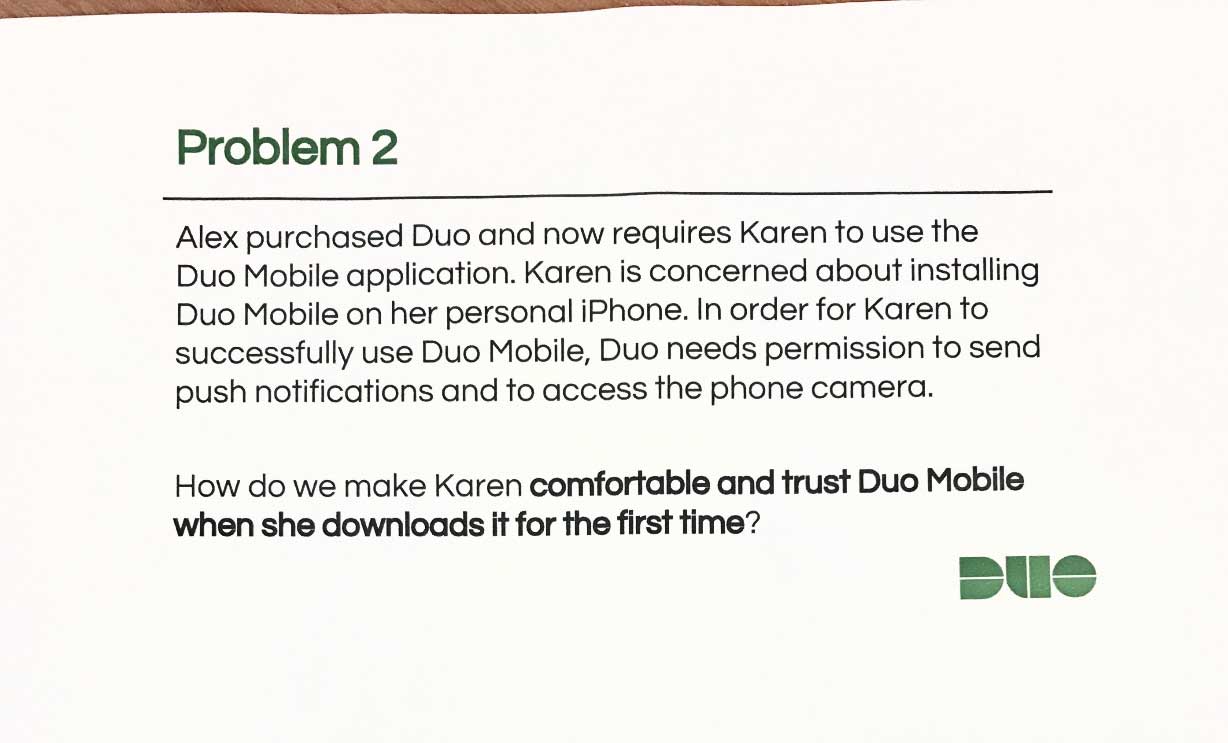 Problem 2
Alex purchased Duo and now requires Karen to use the
Duo Mobile application. Karen is concerned about installing
Duo Mobile on her personal iPhone. In order for Karen to
successfully use Duo Mobile, Duo needs permission to send
push notifications and to access the phone camera.
How do we make Karen comfortable and trust Duo Mobile
when she downloads it for the first time?
DUO